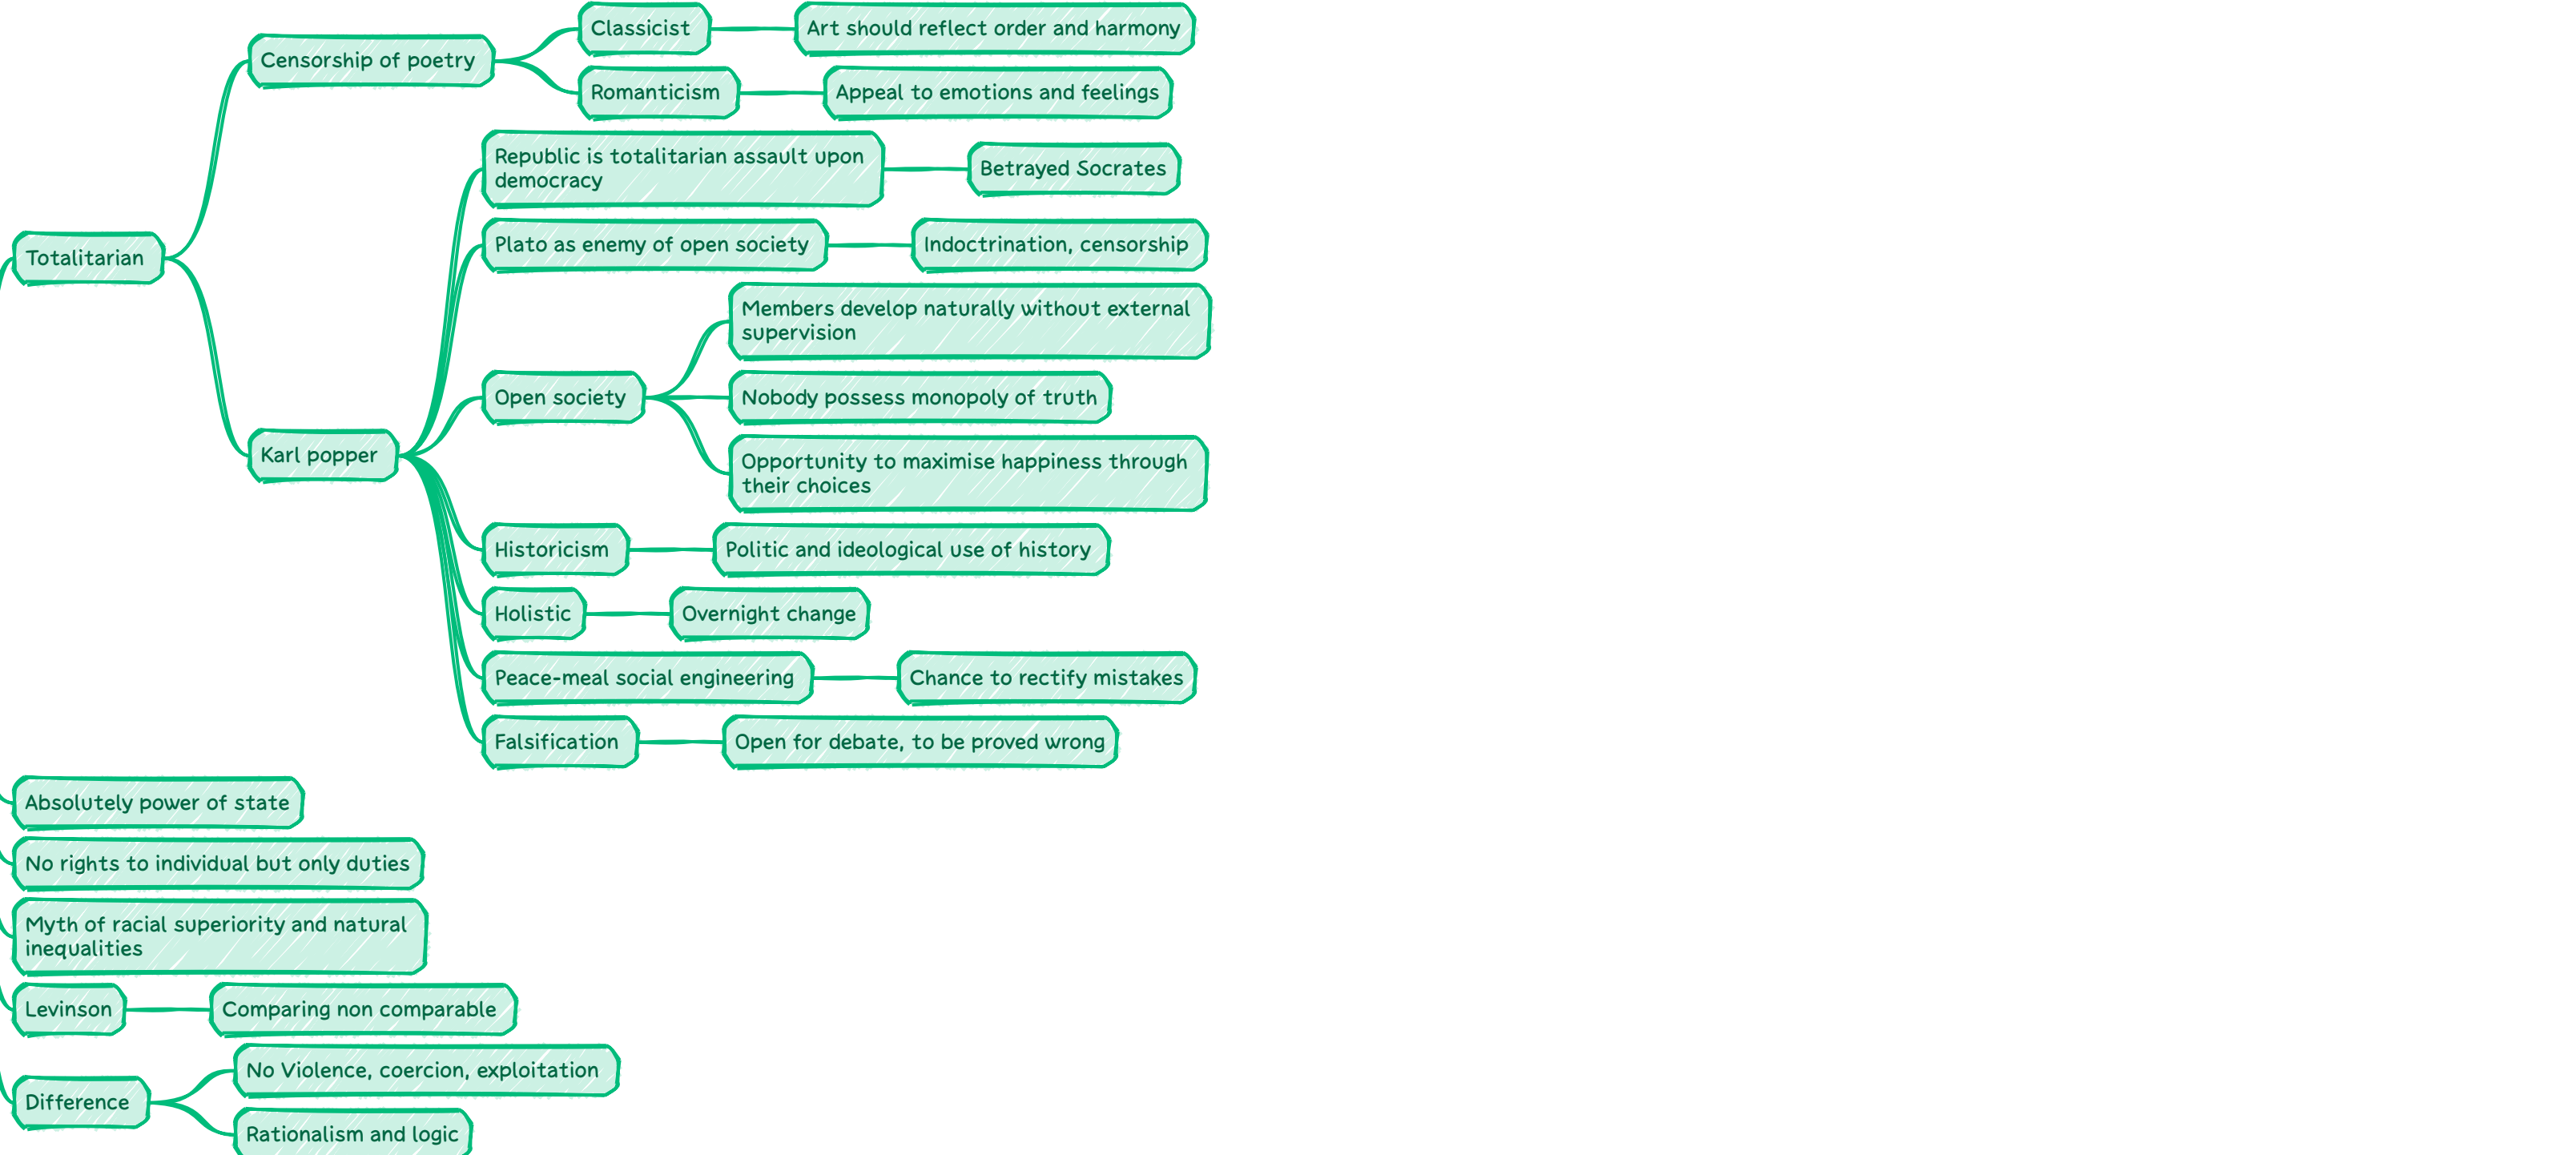 Classicist
Art should reflect order and harmony
Censorship of poetry
Romanticism
Appeal to emotions and feelings
Republic is totalitarian assault upon
democracy
Betrayed Socrates
Totalitarian
Plato as enemy of open society
Indoctrination, censorship
Members develop naturally without external
supervision
Open society
Nobody possess monopoly of truth
Opportunity to maximise happiness through
their choices
Karl popper
Historicism
Politic and ideological use of history
Holistic
Overnight change
Peace-meal social engineering
Chance to rectify mistakes
Falsification
Open for debate, to be proved wrong
Absolutely power of state
No rights to individual but only duties
Myth of racial superiority and natural
inequalities
Levinson
Comparing non comparable
Difference
No Violence, coercion, exploitation
Rationalism and logic